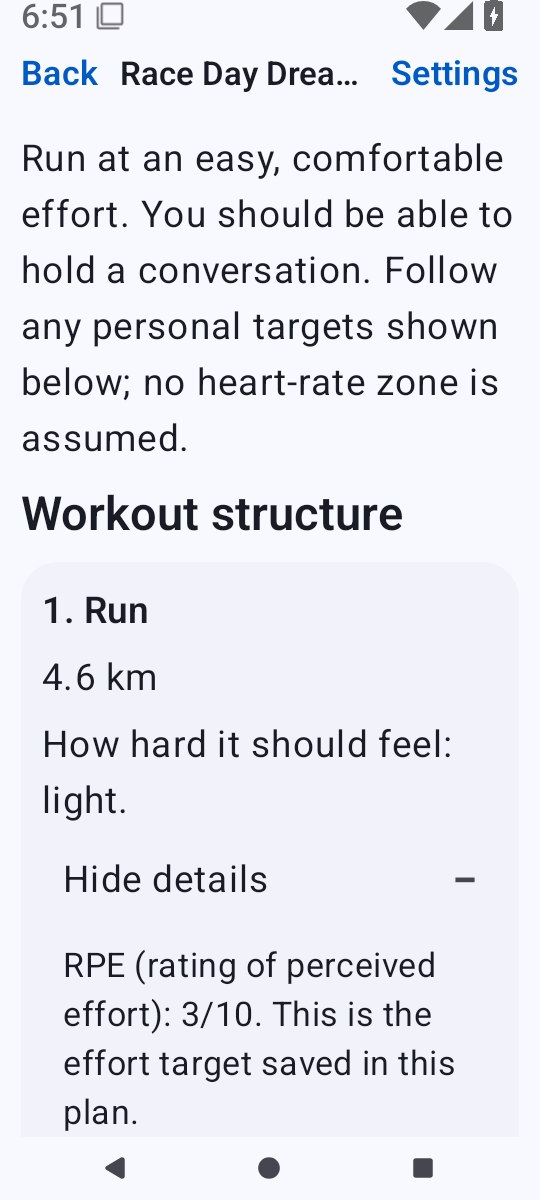 6:51
Back Race Day Drea... Settings
Run at an easy, comfortable
effort. You should be able to
hold a conversation. Follow
any personal targets shown
below; no heart-rate zone is
assumed.
Workout structure
1. Run
4.6 km
How hard it should feel:
light.
Hide details −
RPE (rating of perceived
effort): 3/10. This is the
effort target saved in this
plan.